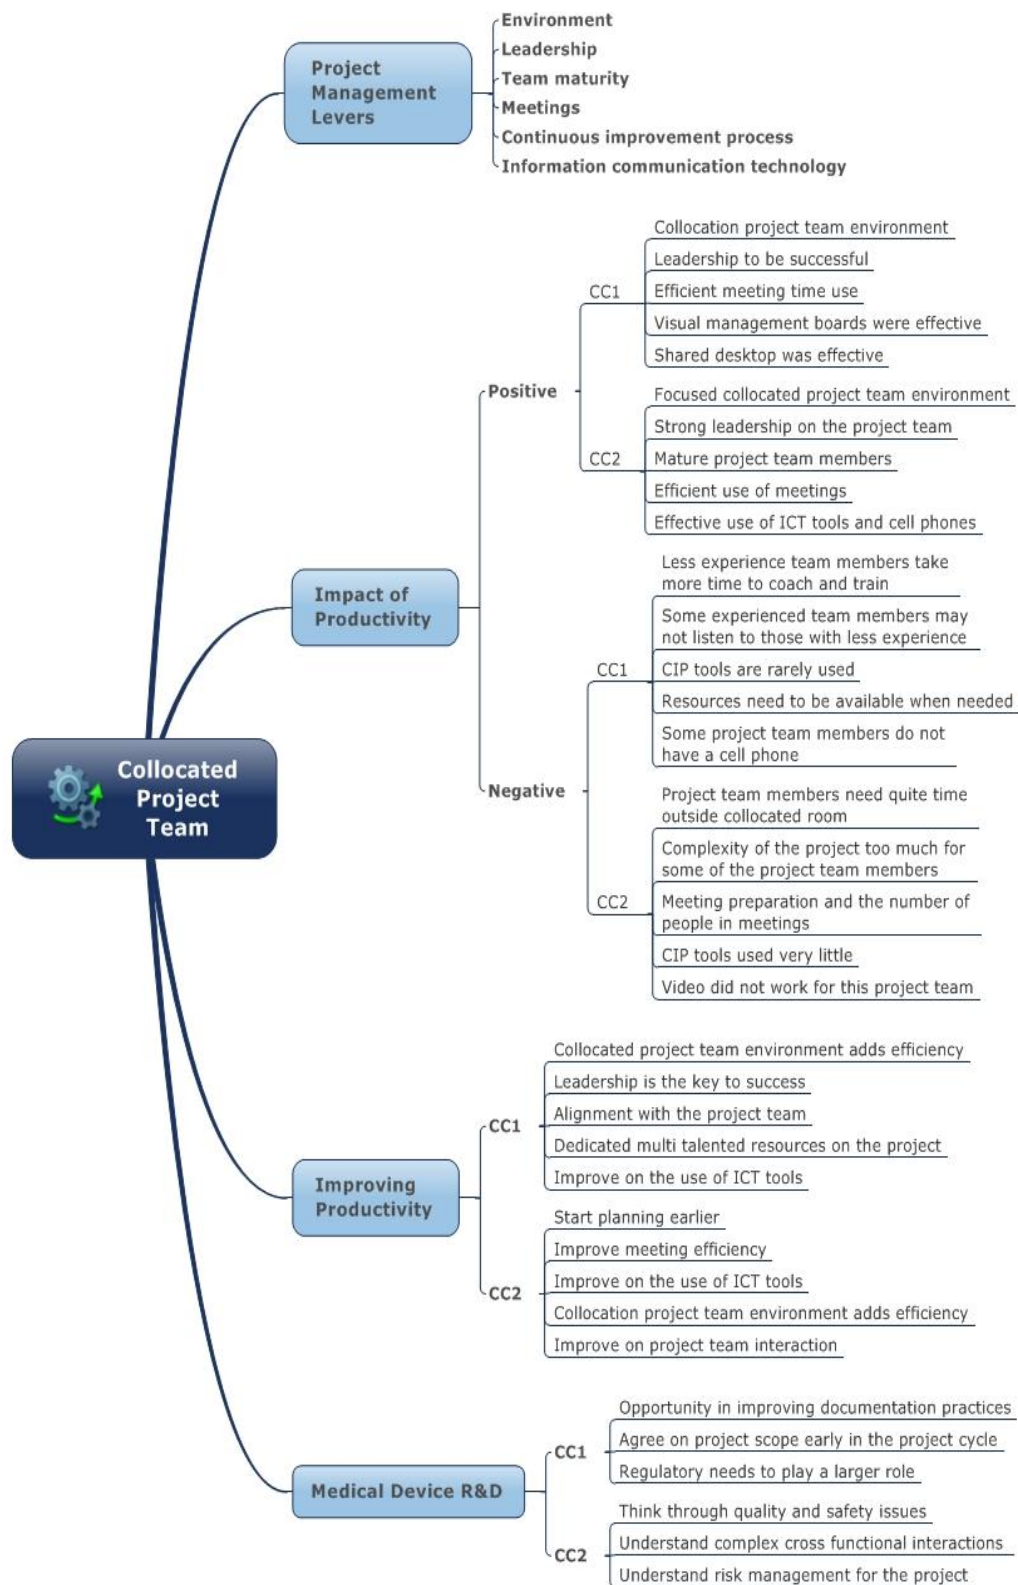 Environment
Leadership
Team maturity
Meetings
Continuous improvement process
Information communication technology
Project
Management
Levers
Collocation project team environment
Leadership to be successful
CC1
Efficient meeting time use
Visual management boards were effective
Shared desktop was effective
Positive
Focused collocated project team environment
Strong leadership on the project team
CC2
Mature project team members
Efficient use of meetings
Effective use of ICT tools and cell phones
Impact of
Productivity
Less experience team members take
more time to coach and train
Some experienced team members may
not listen to those with less experience
CC1
CIP tools are rarely used
Resources need to be available when needed
Some project team members do not
have a cell phone
Negative
Project team members need quite time
outside collocated room
Complexity of the project too much for
some of the project team members
CC2
Meeting preparation and the number of
people in meetings
CIP tools used very little
Video did not work for this project team
Collocated
Project
Team
Collocated project team environment adds efficiency
Leadership is the key to success
CC1
Alignment with the project team
Dedicated multi talented resources on the project
Improve on the use of ICT tools
Improving
Productivity
Start planning earlier
Improve meeting efficiency
CC2
Improve on the use of ICT tools
Collocation project team environment adds efficiency
Improve on project team interaction
Opportunity in improving documentation practices
CC1
Agree on project scope early in the project cycle
Regulatory needs to play a larger role
Medical Device R&D
Think through quality and safety issues
CC2
Understand complex cross functional interactions
Understand risk management for the project